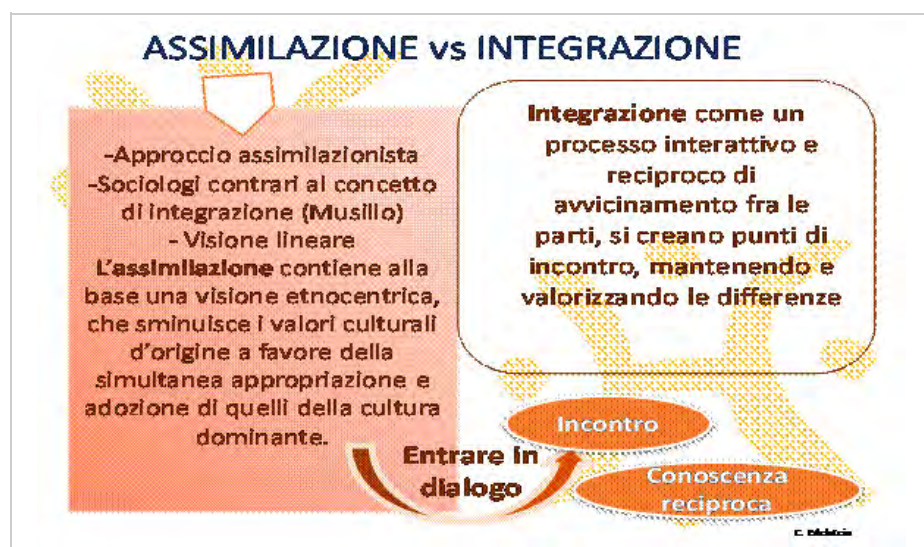 ASSIMILAZIONE vs INTEGRAZIONE
-Approccio assimilazionista
-Sociologi contrari al concetto
di integrazione (Musillo)
- Visione lineare
L'assimilazione contiene alla
base una visione etnocentrica,
che sminuisce i valori culturali
d'origine a favore della
simultanea appropriazione e
adozione di quelli della cultura
dominante.
Integrazione come un
processo interattivo e
reciproco di
avvicinamento fra le
parti, si creano punti di
incontro, mantenendo e
valorizzando le differenze
Entrare in
dialogo
Incontro
Conoscenza
reciproca